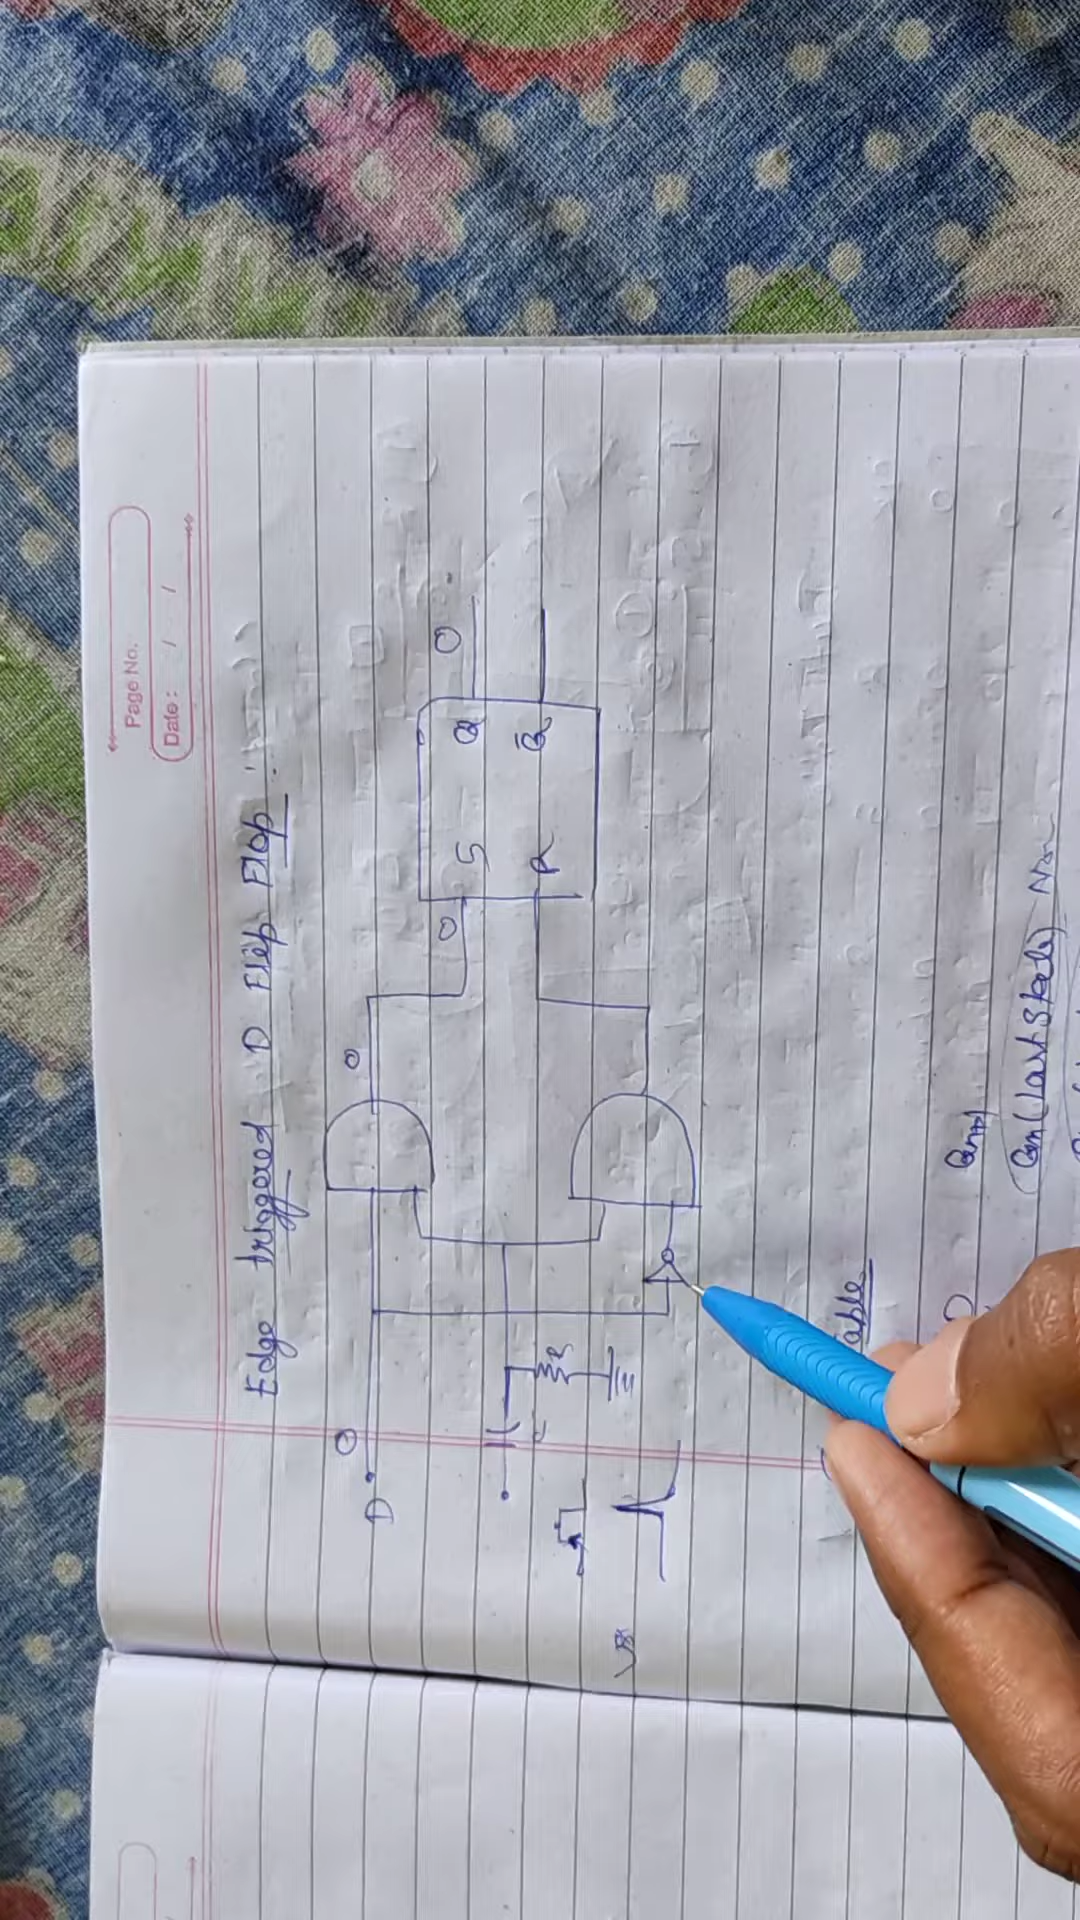 Page No.
Date : / /
Edge triggered D Flip Flop :
D 0 0 0 S Q 0
R Q̅
C R
able
Qn+1
Qn (Last State)